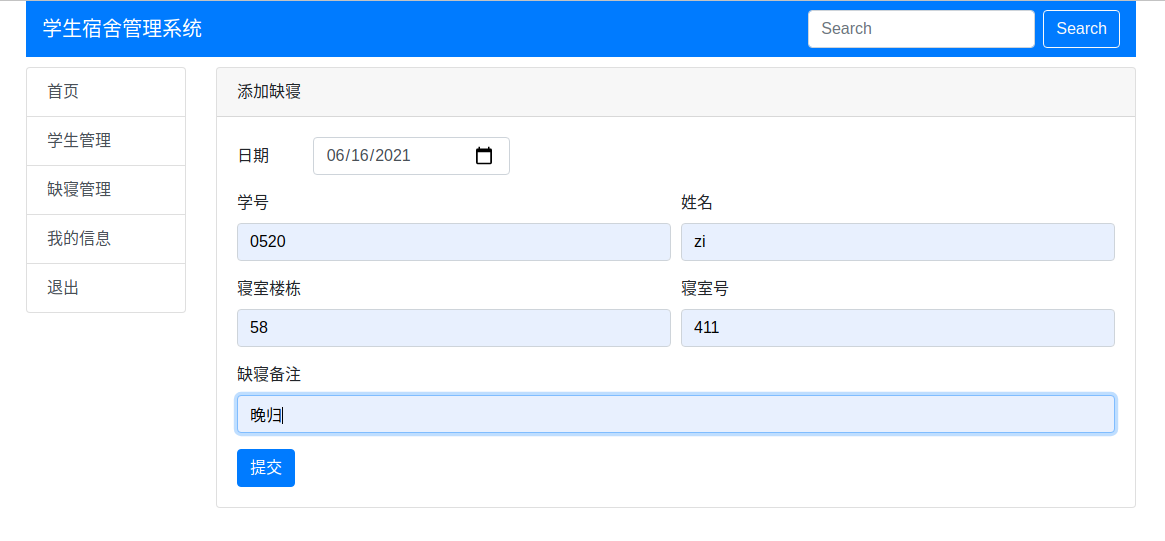 学生宿舍管理系统
Search Search
首页
学生管理
缺寝管理
我的信息
退出
添加缺寝
日期 06/16/2021
学号 姓名
0520 zi
寝室楼栋 寝室号
58 411
缺寝备注
晚归
提交